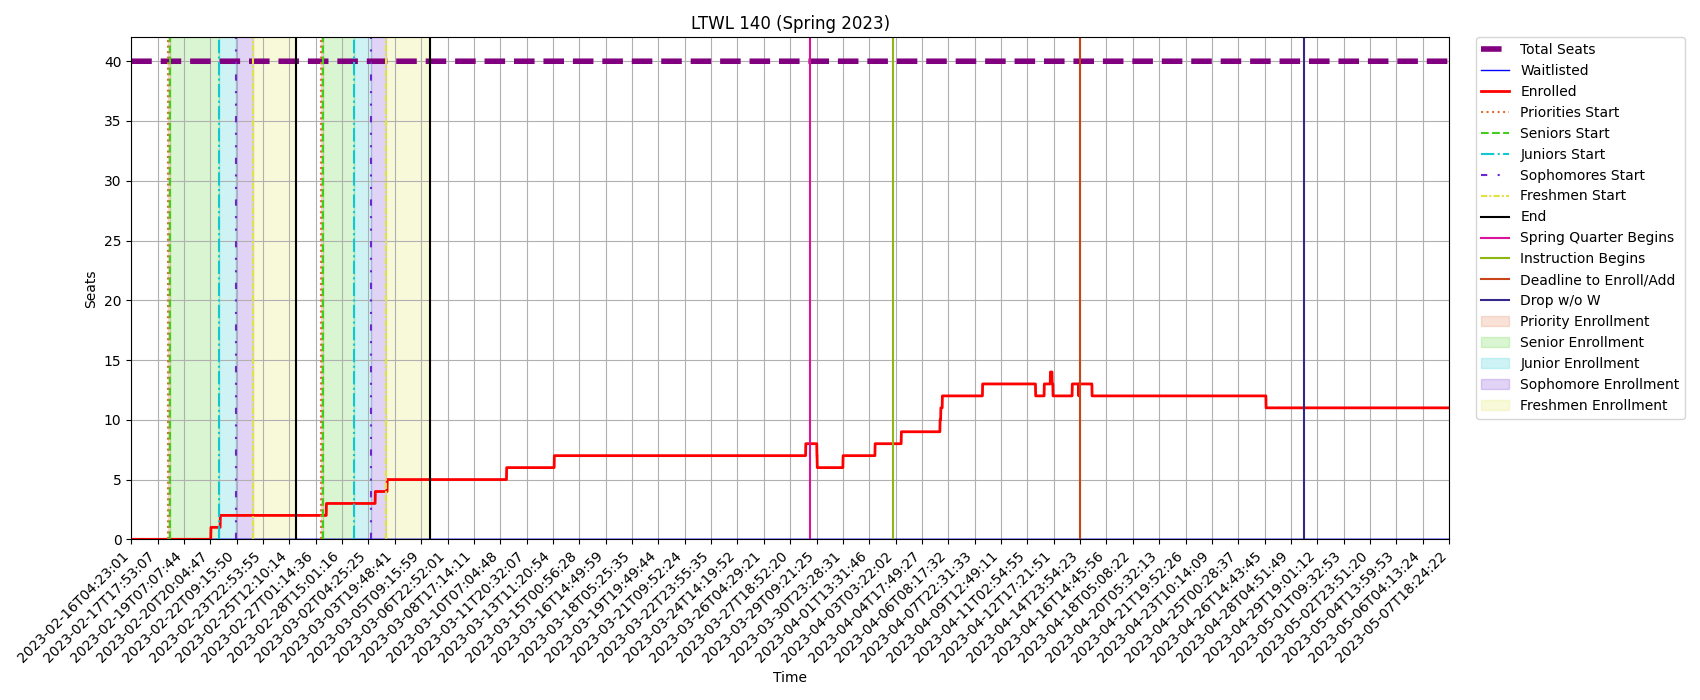 LTWL 140 (Spring 2023)
Seats
40
35
30
25
20
15
10
5
0
2023-02-16T04:23:01
2023-02-17T17:53:07
2023-02-19T07:07:44
2023-02-20T20:04:47
2023-02-22T09:15:50
2023-02-23T22:53:55
2023-02-25T12:10:14
2023-02-27T01:14:36
2023-02-28T15:01:16
2023-03-02T04:25:25
2023-03-03T19:48:41
2023-03-05T09:15:59
2023-03-06T22:52:01
2023-03-08T17:14:11
2023-03-10T07:04:48
2023-03-11T20:32:07
2023-03-13T11:20:54
2023-03-15T00:56:28
2023-03-16T14:49:59
2023-03-18T05:25:35
2023-03-19T19:49:44
2023-03-21T09:52:24
2023-03-22T23:55:35
2023-03-24T14:19:52
2023-03-26T04:29:21
2023-03-27T18:52:20
2023-03-29T09:21:25
2023-03-30T23:28:31
2023-04-01T13:31:46
2023-04-03T03:22:02
2023-04-04T17:49:27
2023-04-06T08:17:32
2023-04-07T22:31:33
2023-04-09T12:49:11
2023-04-11T02:54:55
2023-04-12T17:21:51
2023-04-14T23:54:23
2023-04-16T14:45:56
2023-04-18T05:08:22
2023-04-20T05:32:13
2023-04-21T19:52:26
2023-04-23T10:14:09
2023-04-25T00:28:37
2023-04-26T14:43:45
2023-04-28T04:51:49
2023-04-29T19:01:12
2023-05-01T09:32:53
2023-05-02T23:51:20
2023-05-04T13:59:53
2023-05-06T04:13:24
2023-05-07T18:24:22
Time
Total Seats
Waitlisted
Enrolled
Priorities Start
Seniors Start
Juniors Start
Sophomores Start
Freshmen Start
End
Spring Quarter Begins
Instruction Begins
Deadline to Enroll/Add
Drop w/o W
Priority Enrollment
Senior Enrollment
Junior Enrollment
Sophomore Enrollment
Freshmen Enrollment